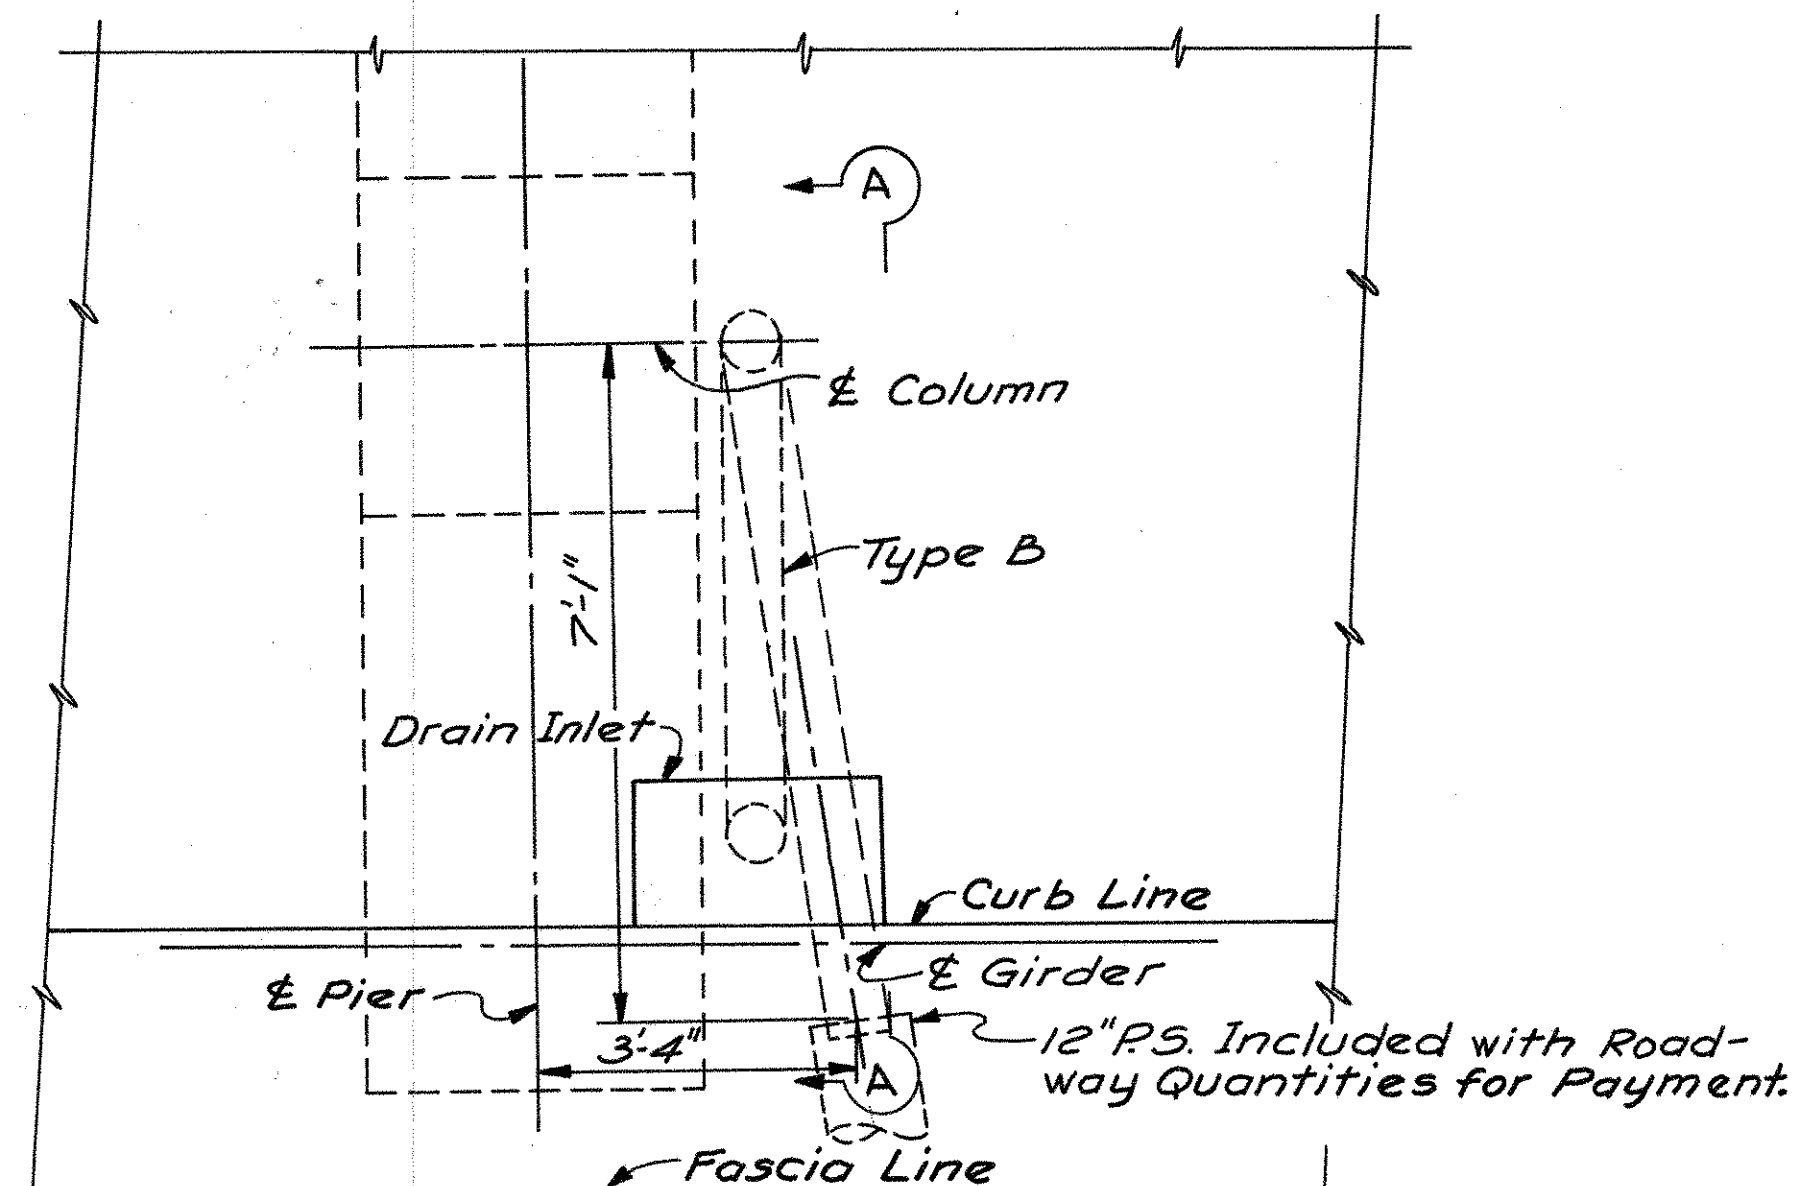 A
℄ Column
Type B
7'-1"
Drain Inlet
Curb Line
℄ Girder
℄ Pier
3'-4"
12" P.S. Included with Road-
way Quantities for Payment.
A
Fascia Line